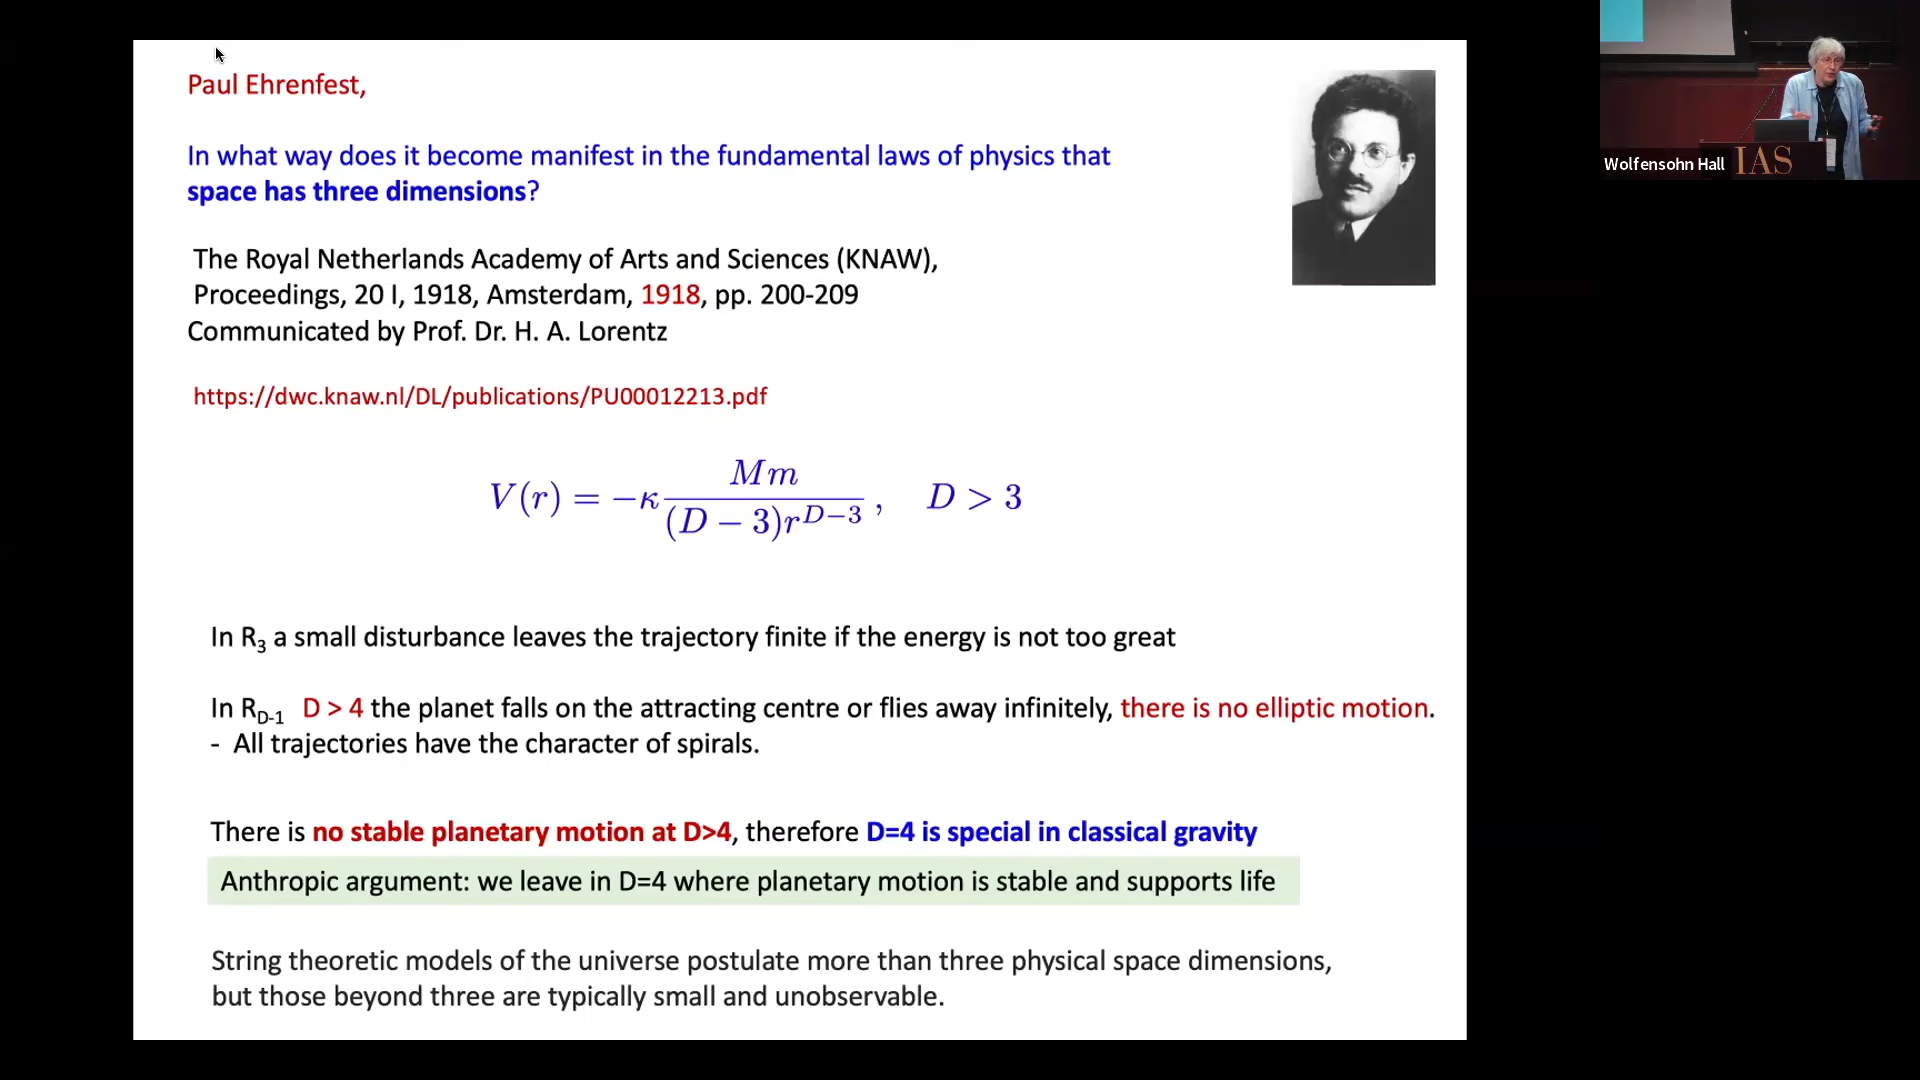 Paul Ehrenfest,
In what way does it become manifest in the fundamental laws of physics that
space has three dimensions?
The Royal Netherlands Academy of Arts and Sciences (KNAW),
Proceedings, 20 I, 1918, Amsterdam, 1918, pp. 200-209
Communicated by Prof. Dr. H. A. Lorentz
https://dwc.knaw.nl/DL/publications/PU00012213.pdf
V(r) = −κ Mm / (D − 3)r^{D−3} , D > 3
In R₃ a small disturbance leaves the trajectory finite if the energy is not too great
In R_{D-1} D > 4 the planet falls on the attracting centre or flies away infinitely, there is no elliptic motion.
- All trajectories have the character of spirals.
There is no stable planetary motion at D>4, therefore D=4 is special in classical gravity
Anthropic argument: we leave in D=4 where planetary motion is stable and supports life
String theoretic models of the universe postulate more than three physical space dimensions,
but those beyond three are typically small and unobservable.
Wolfensohn Hall
IAS